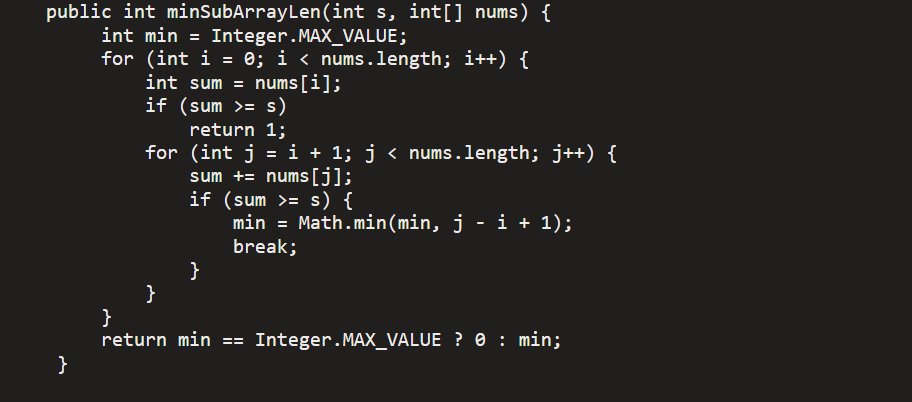 public int minSubArrayLen(int s, int[] nums) {
    int min = Integer.MAX_VALUE;
    for (int i = 0; i < nums.length; i++) {
        int sum = nums[i];
        if (sum >= s)
            return 1;
        for (int j = i + 1; j < nums.length; j++) {
            sum += nums[j];
            if (sum >= s) {
                min = Math.min(min, j - i + 1);
                break;
            }
        }
    }
    return min == Integer.MAX_VALUE ? 0 : min;
}